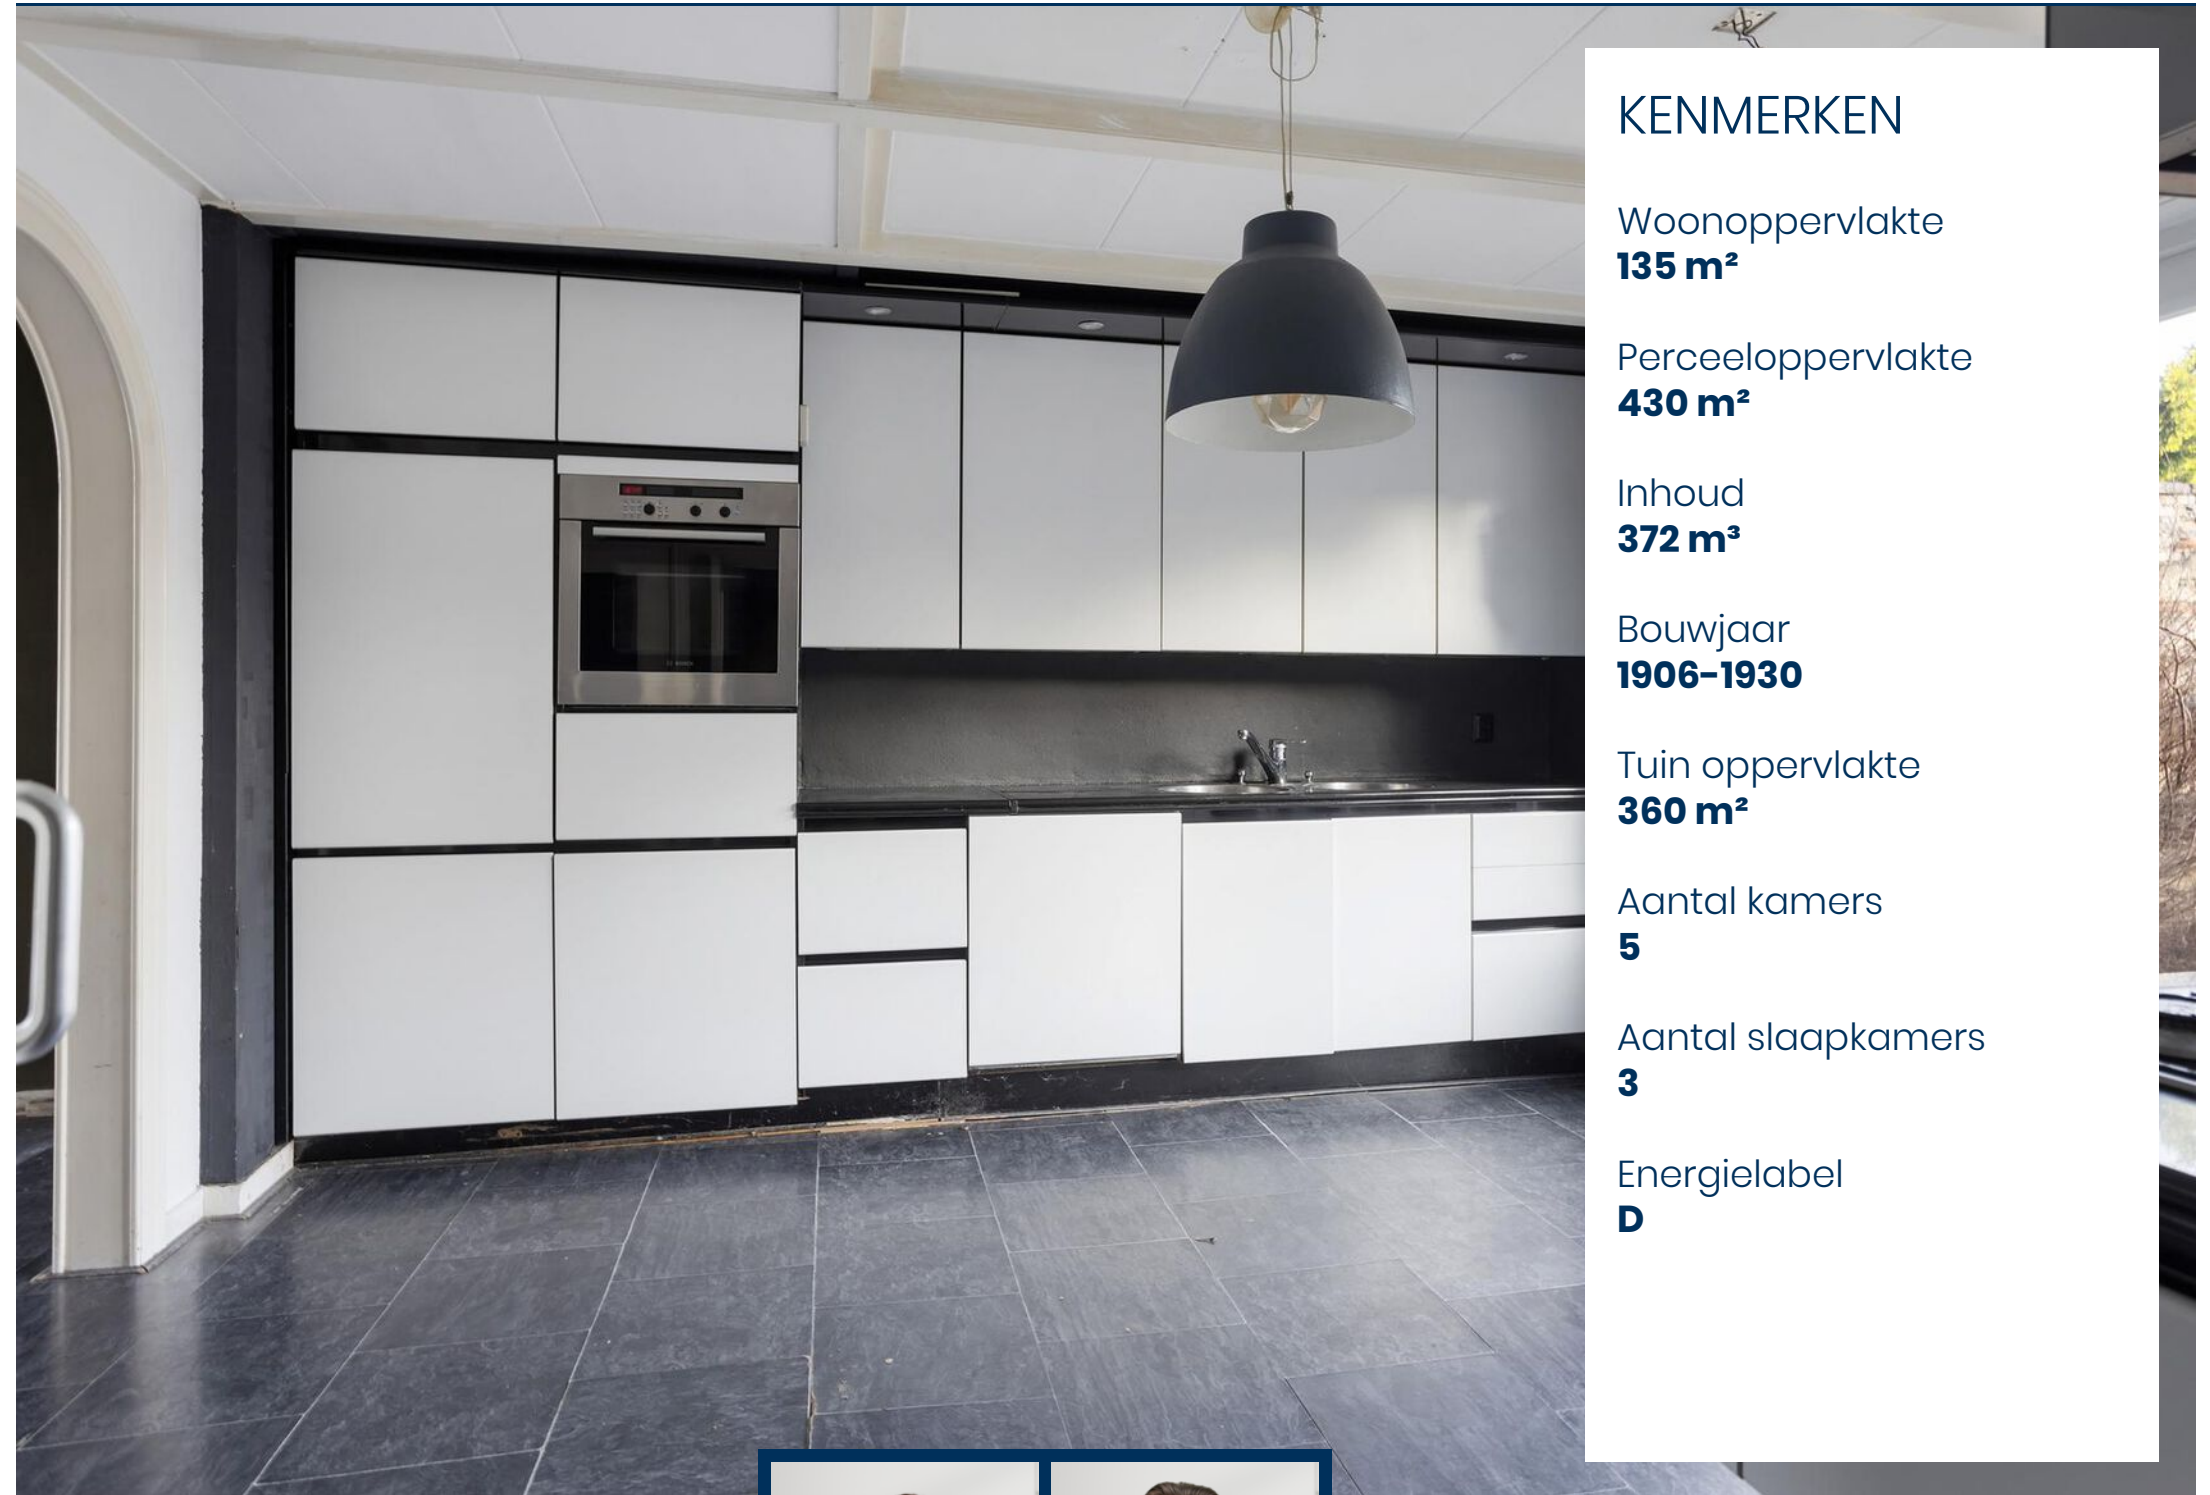 KENMERKEN
Woonoppervlakte
135 m²
Perceeloppervlakte
430 m²
Inhoud
372 m³
Bouwjaar
1906-1930
Tuin oppervlakte
360 m²
Aantal kamers
5
Aantal slaapkamers
3
Energielabel
D